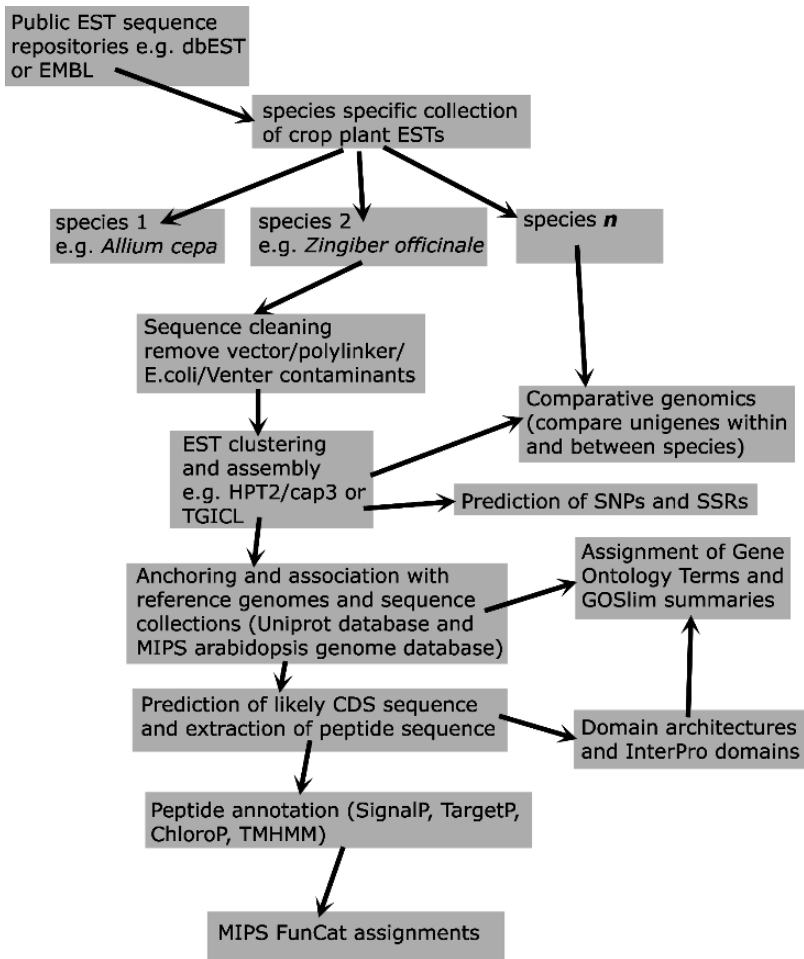 Public EST sequence
repositories e.g. dbEST
or EMBL
species specific collection
of crop plant ESTs
species 1
e.g. Allium cepa
species 2
e.g. Zingiber officinale
species n
Sequence cleaning
remove vector/polylinker/
E.coli/Venter contaminants
Comparative genomics
(compare unigenes within
and between species)
EST clustering
and assembly
e.g. HPT2/cap3 or
TGICL
Prediction of SNPs and SSRs
Assignment of Gene
Ontology Terms and
GOSlim summaries
Anchoring and association with
reference genomes and sequence
collections (Uniprot database and
MIPS arabidopsis genome database)
Prediction of likely CDS sequence
and extraction of peptide sequence
Domain architectures
and InterPro domains
Peptide annotation (SignalP, TargetP,
ChloroP, TMHMM)
MIPS FunCat assignments